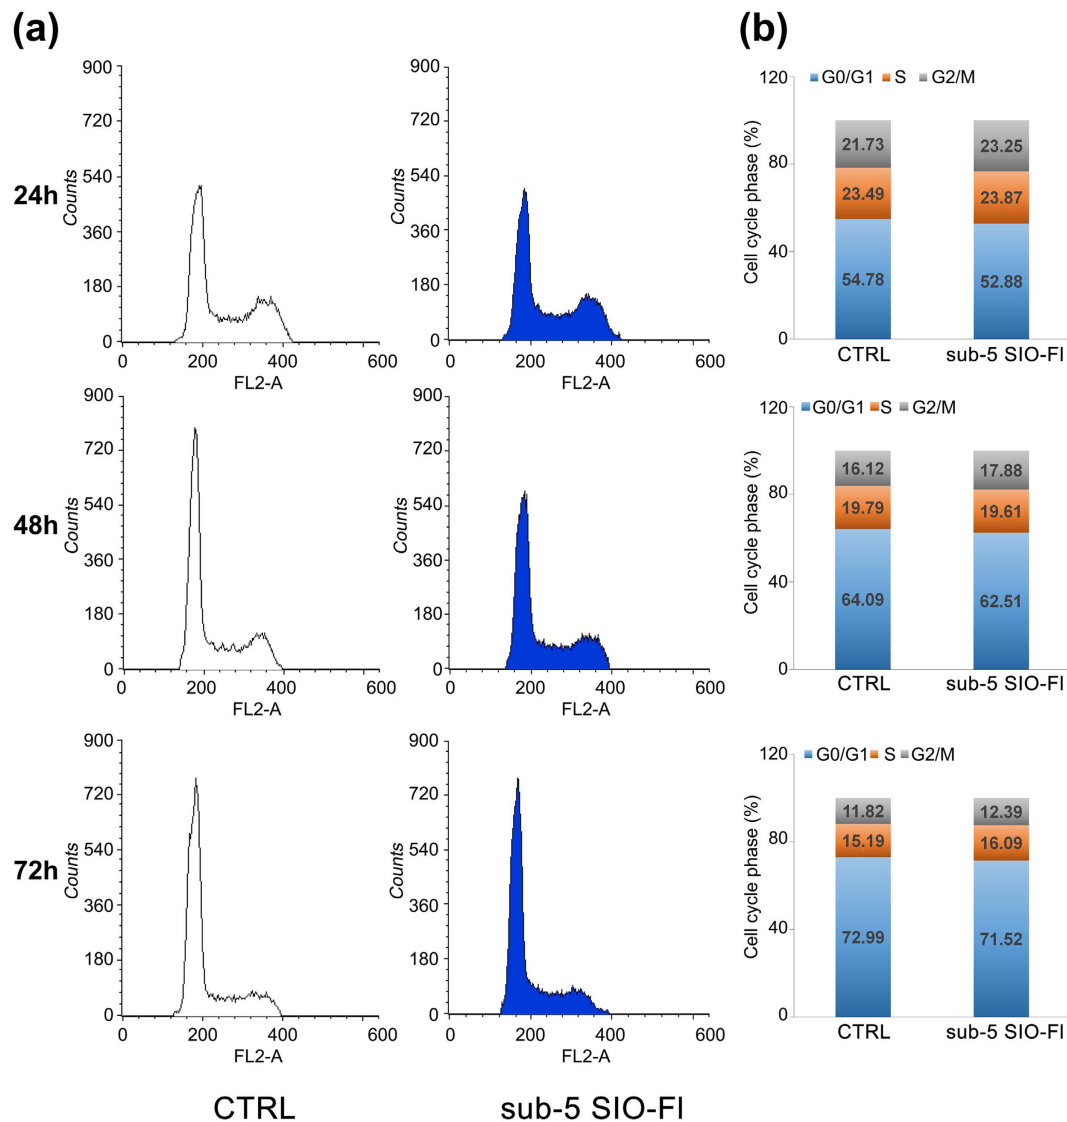 (a)
(b)
24h
900
720
540
360
180
0
Counts
0 200 400 600
FL2-A
900
720
540
360
180
0
Counts
0 200 400 600
FL2-A
G0/G1 S G2/M
120
80
40
0
Cell cycle phase (%)
21.73
23.49
54.78
23.25
23.87
52.88
CTRL sub-5 SIO-Fl
48h
900
720
540
360
180
0
Counts
0 200 400 600
FL2-A
900
720
540
360
180
0
Counts
0 200 400 600
FL2-A
G0/G1 S G2/M
120
80
40
0
Cell cycle phase (%)
16.12
19.79
64.09
17.88
19.61
62.51
CTRL sub-5 SIO-Fl
72h
900
720
540
360
180
0
Counts
0 200 400 600
FL2-A
900
720
540
360
180
0
Counts
0 200 400 600
FL2-A
G0/G1 S G2/M
120
80
40
0
Cell cycle phase (%)
11.82
15.19
72.99
12.39
16.09
71.52
CTRL sub-5 SIO-Fl
CTRL sub-5 SIO-Fl